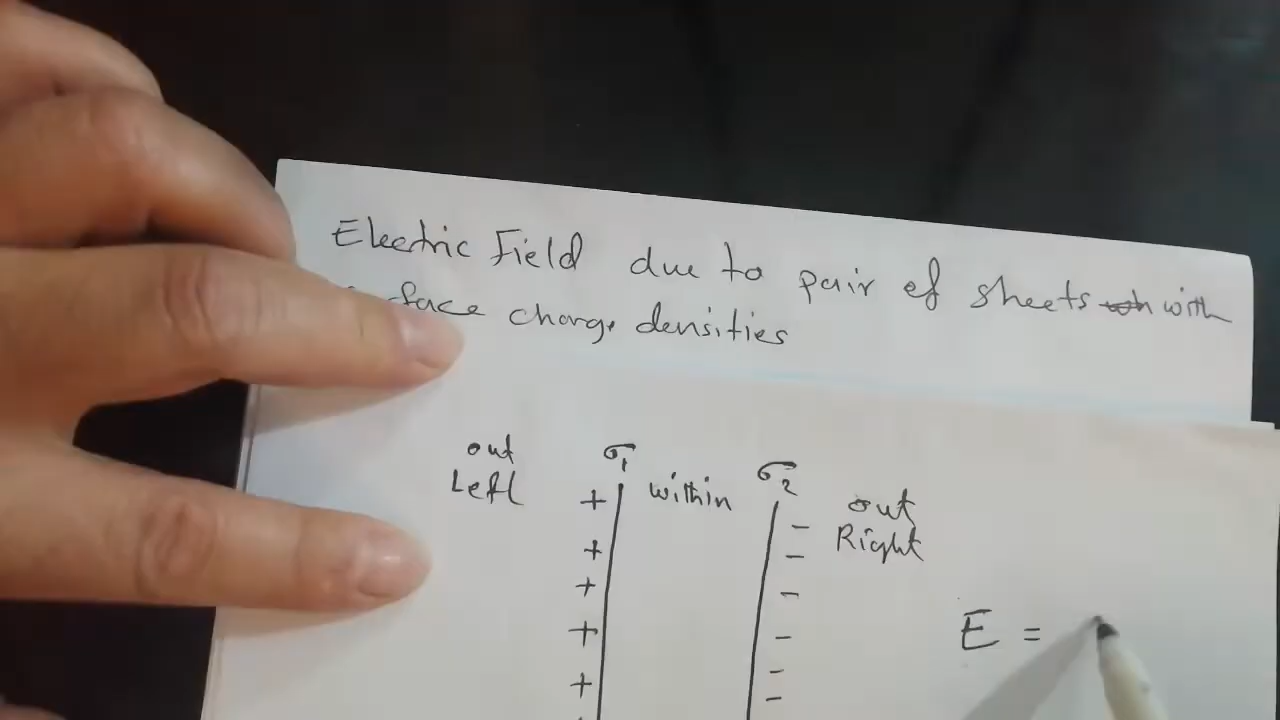 Electric Field due to pair of sheets with
charge densities
out
Left
σ1
within
σ2
out
Right
+
+
+
+
+
−
−
−
−
−
−
E =